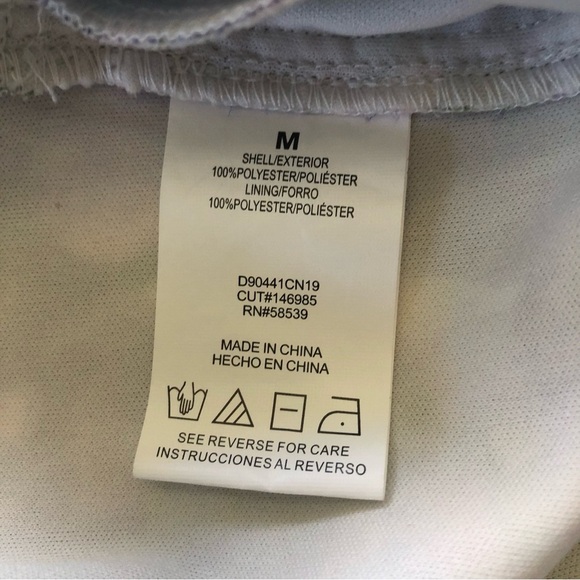 M
SHELL/EXTERIOR
100%POLYESTER/POLIÉSTER
LINING/FORRO
100%POLYESTER/POLIÉSTER
D90441CN19
CUT#146985
RN#58539
MADE IN CHINA
HECHO EN CHINA
SEE REVERSE FOR CARE
INSTRUCCIONES AL REVERSO